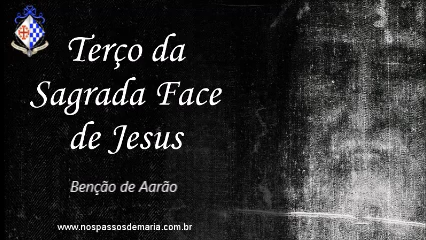 Terço da
Sagrada Face
de Jesus
Benção de Aarão
www.nospassosdemaria.com.br